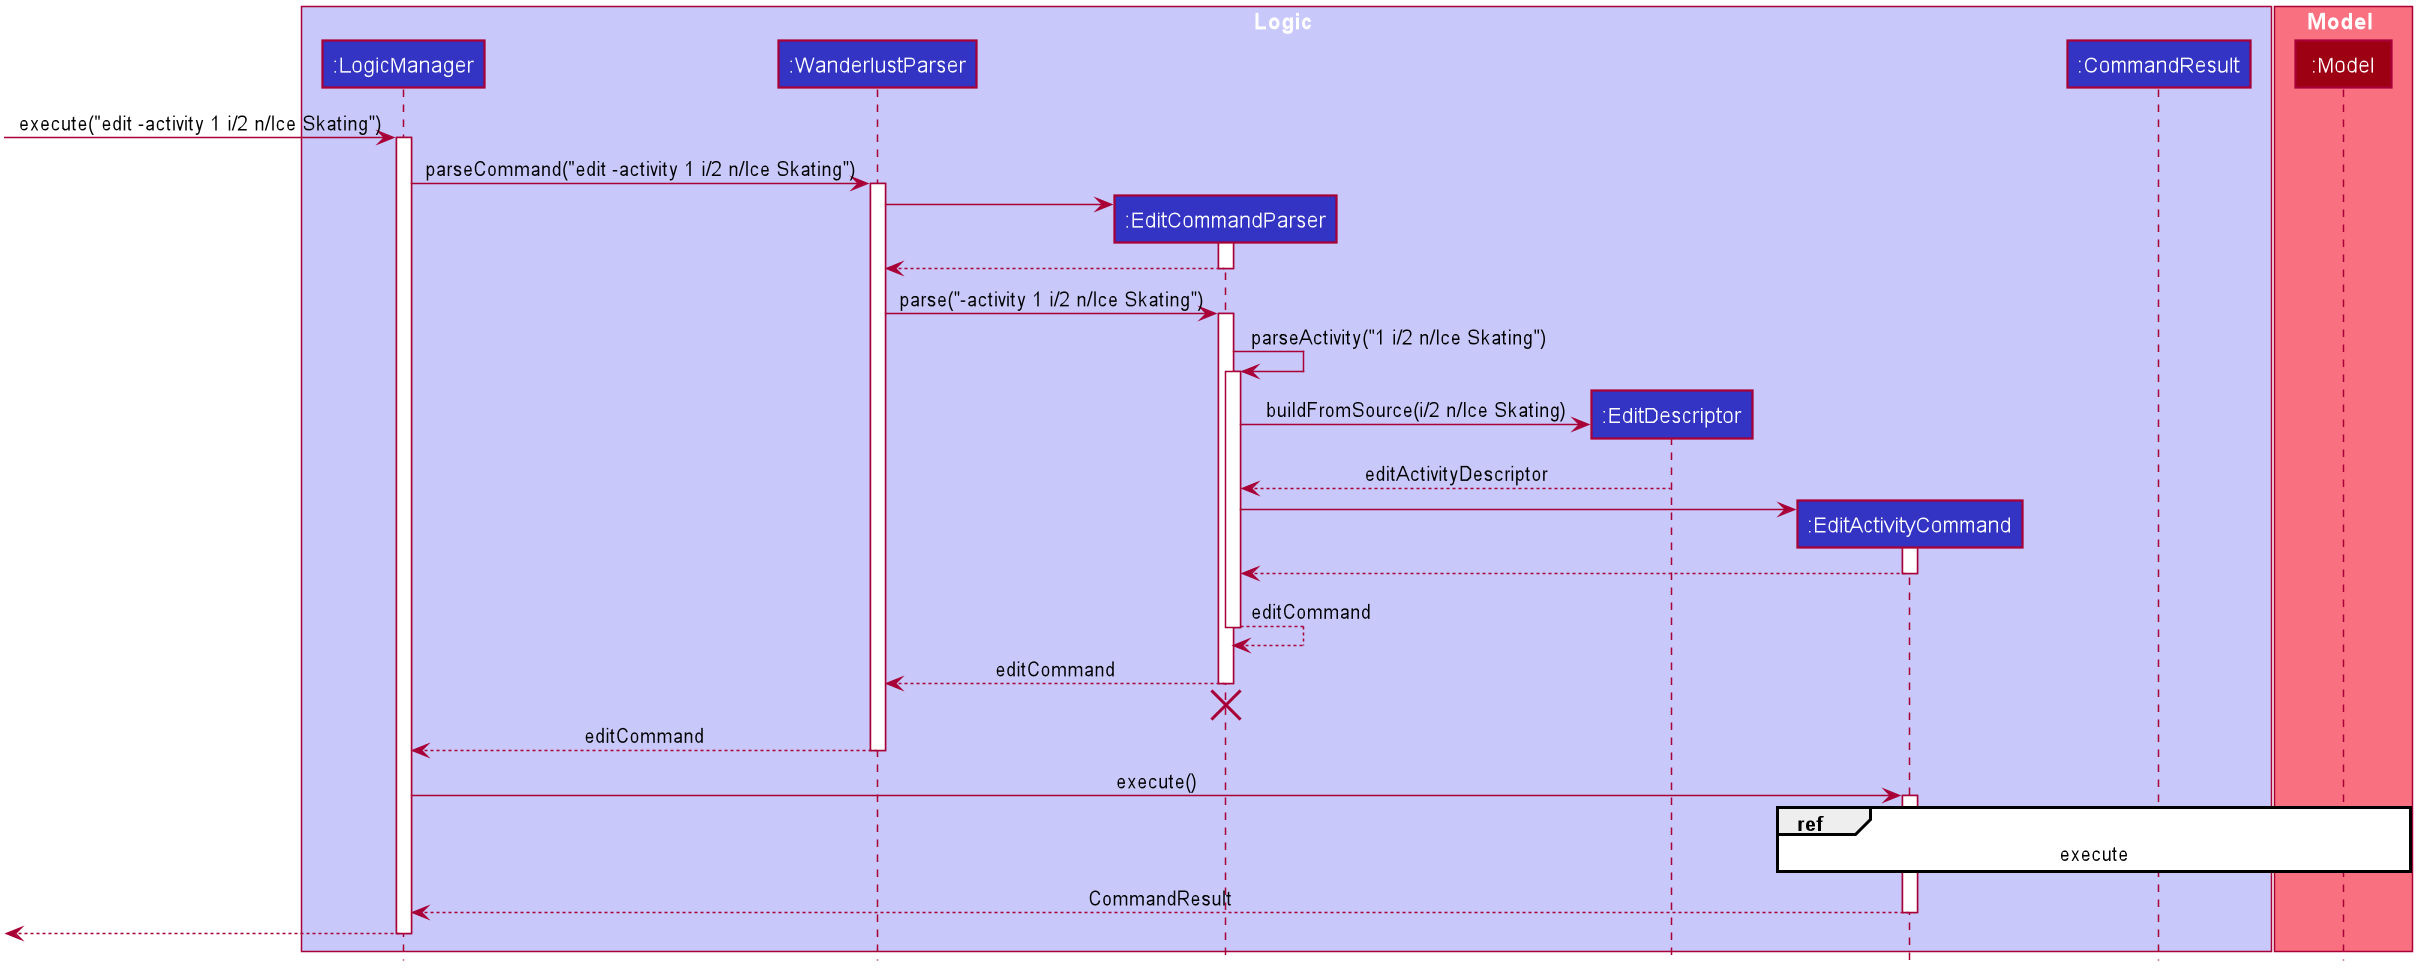 Logic
Model
:LogicManager
:WanderlustParser
:CommandResult
:Model
execute("edit -activity 1 i/2 n/Ice Skating")
parseCommand("edit -activity 1 i/2 n/Ice Skating")
:EditCommandParser
parse("-activity 1 i/2 n/Ice Skating")
parseActivity("1 i/2 n/Ice Skating")
buildFromSource(i/2 n/Ice Skating)
:EditDescriptor
editActivityDescriptor
:EditActivityCommand
editCommand
editCommand
editCommand
execute()
ref
execute
CommandResult